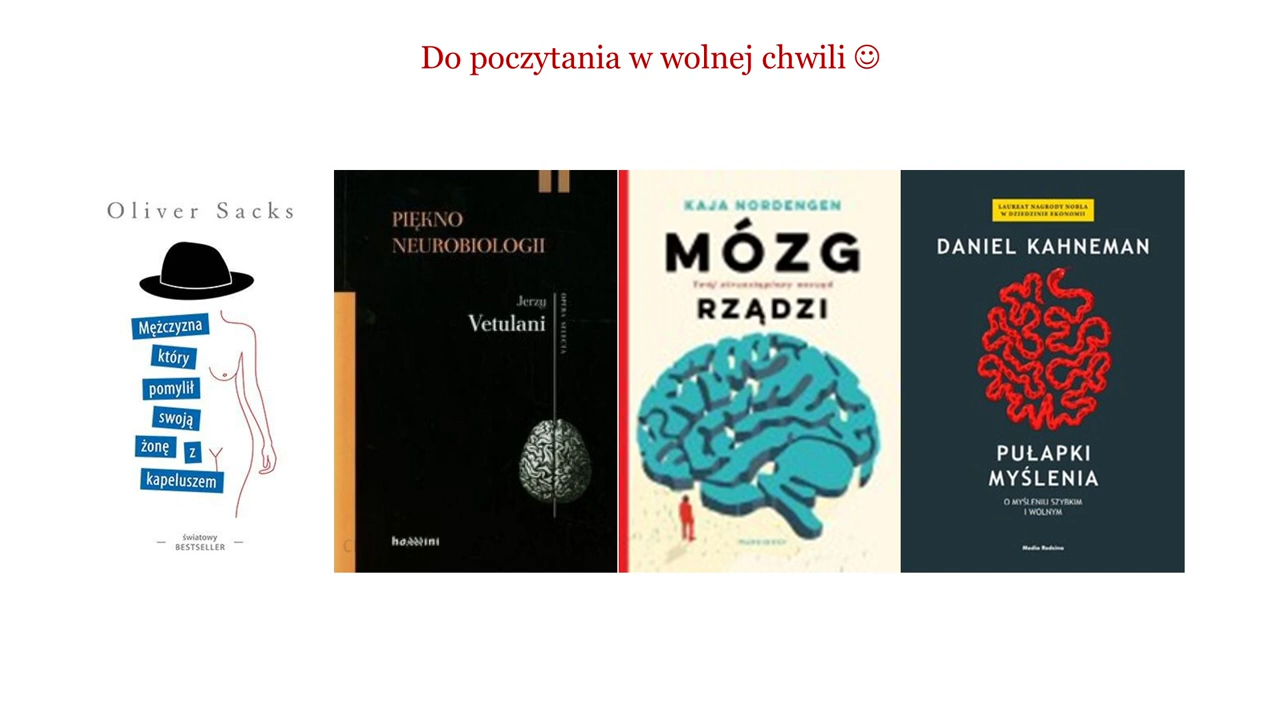 Do poczytania w wolnej chwili ☺
Oliver Sacks
Mężczyzna
który
pomylił
swoją
żonę z
kapeluszem
światowy
BESTSELLER
PIĘKNO
NEUROBIOLOGII
Jerzy
Vetulani
OPERA SELECTA
KAJA NORDENGEN
MÓZG
RZĄDZI
LAUREAT NAGRODY NOBLA
W DZIEDZINIE EKONOMII
DANIEL KAHNEMAN
PUŁAPKI
MYŚLENIA
O MYŚLENIU SZYBKIM
I WOLNYM
Media Rodzina